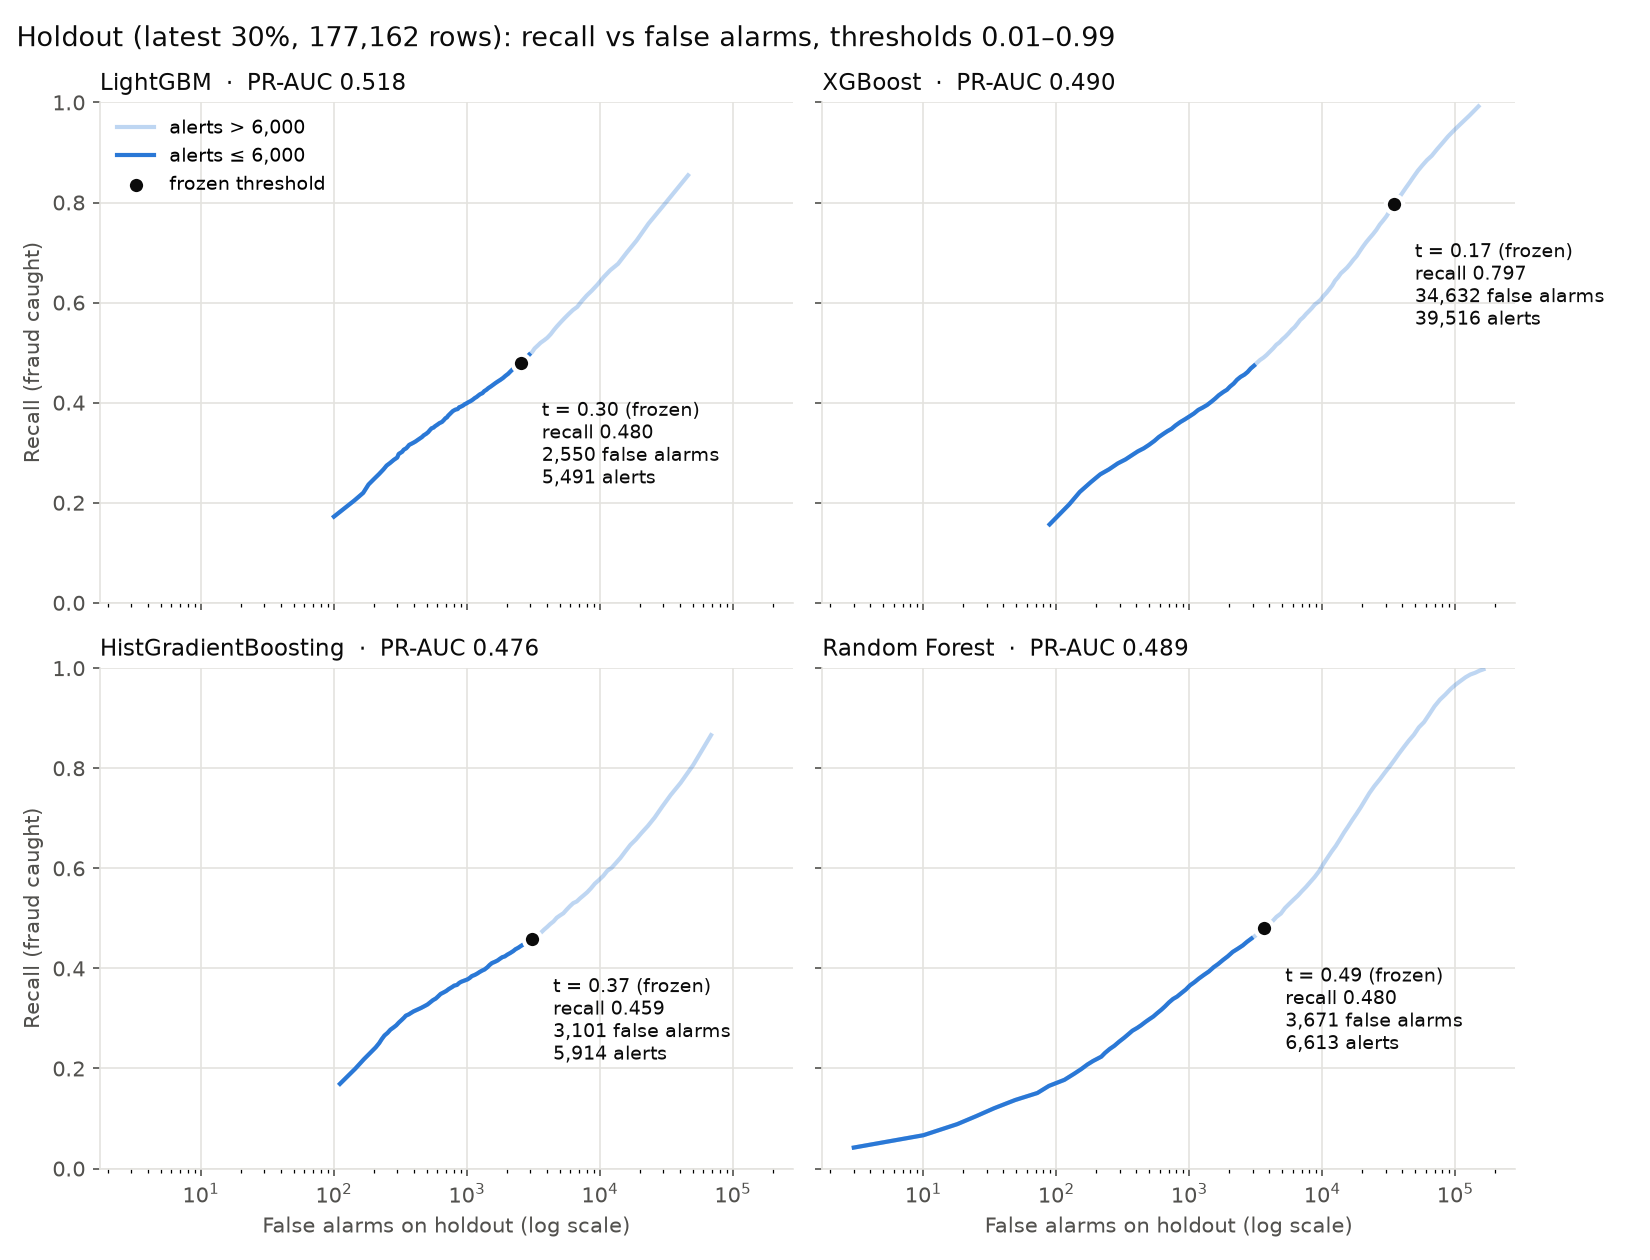 Holdout (latest 30%, 177,162 rows): recall vs false alarms, thresholds 0.01–0.99
LightGBM · PR-AUC 0.518
1.0
0.8
0.6
0.4
0.2
0.0
Recall (fraud caught)
alerts > 6,000
alerts ≤ 6,000
frozen threshold
t = 0.30 (frozen)
recall 0.480
2,550 false alarms
5,491 alerts
XGBoost · PR-AUC 0.490
t = 0.17 (frozen)
recall 0.797
34,632 false alarms
39,516 alerts
HistGradientBoosting · PR-AUC 0.476
1.0
0.8
0.6
0.4
0.2
0.0
Recall (fraud caught)
t = 0.37 (frozen)
recall 0.459
3,101 false alarms
5,914 alerts
10¹ 10² 10³ 10⁴ 10⁵
False alarms on holdout (log scale)
Random Forest · PR-AUC 0.489
t = 0.49 (frozen)
recall 0.480
3,671 false alarms
6,613 alerts
10¹ 10² 10³ 10⁴ 10⁵
False alarms on holdout (log scale)